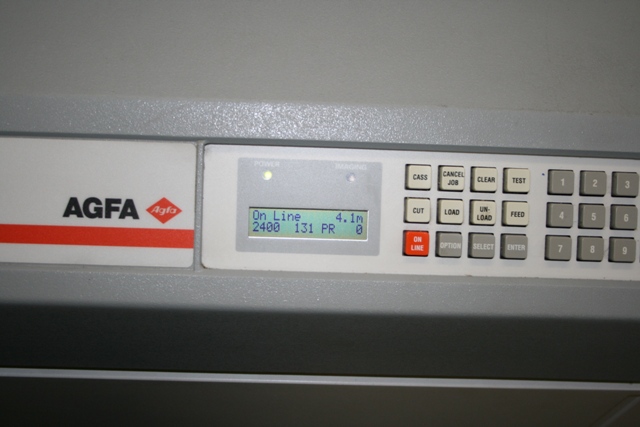 AGFA Agfa
POWER IMAGING
On Line 4.1m
2400 131 PR 0
CASS CANCEL JOB CLEAR TEST
CUT LOAD UN-LOAD FEED
ON LINE OPTION SELECT ENTER
1 2 3
4 5 6
7 8 9